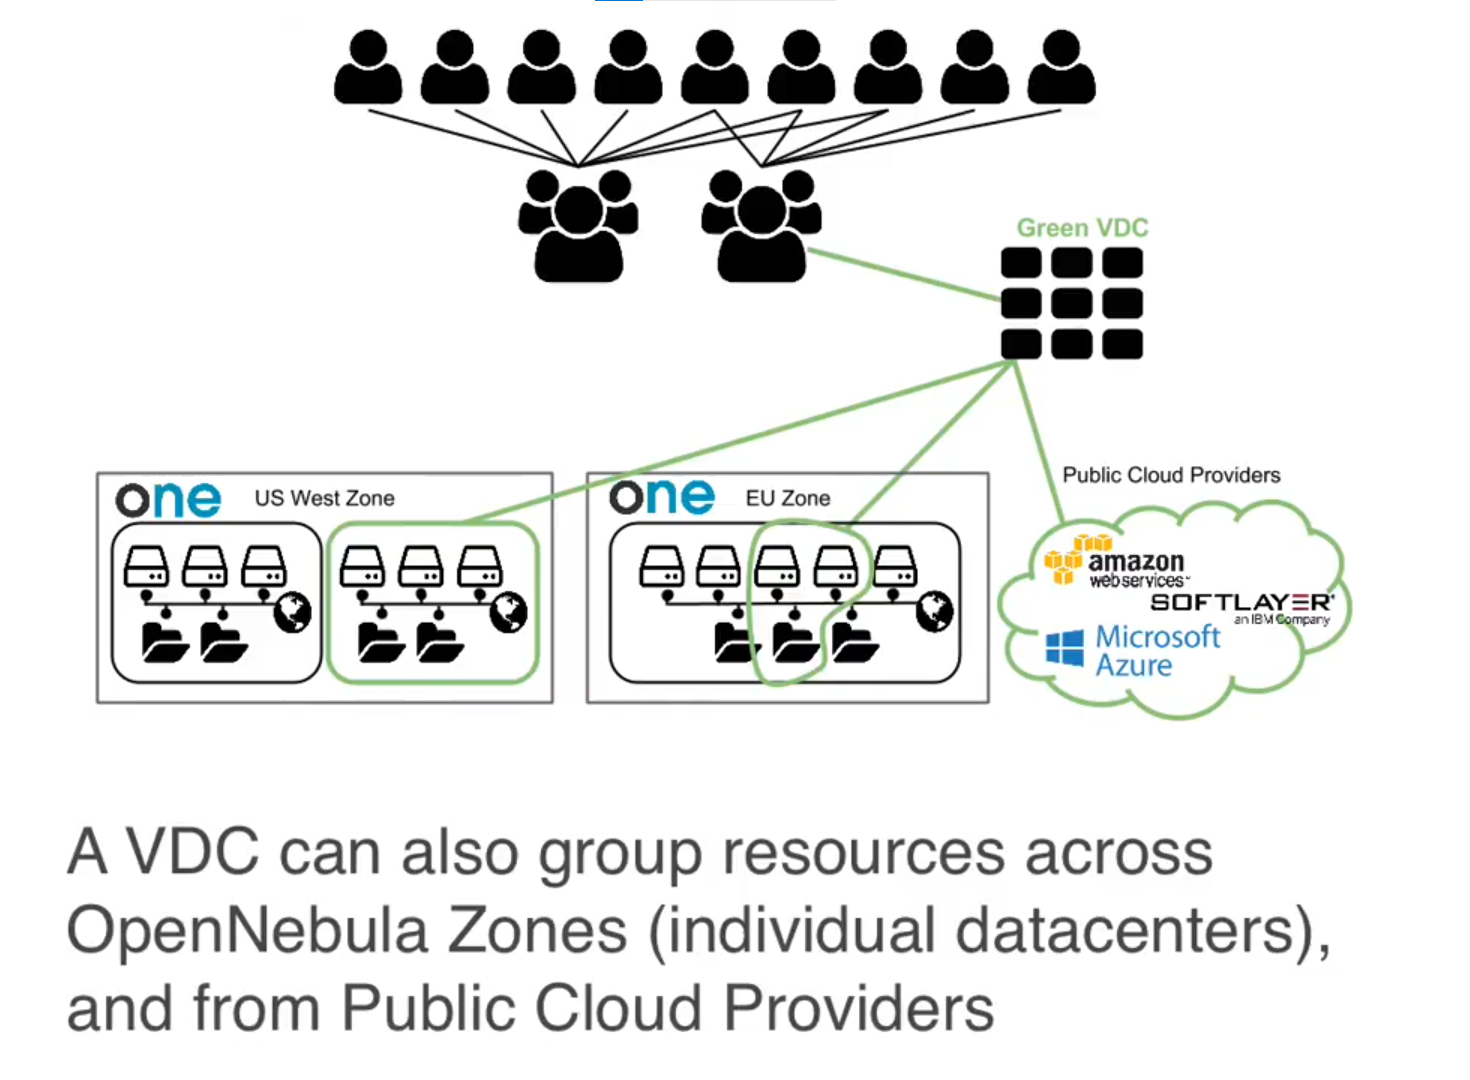 Green VDC
one US West Zone
one EU Zone
Public Cloud Providers
amazon
webservices™
SOFTLAYER®
an IBM Company
Microsoft
Azure
A VDC can also group resources across
OpenNebula Zones (individual datacenters),
and from Public Cloud Providers